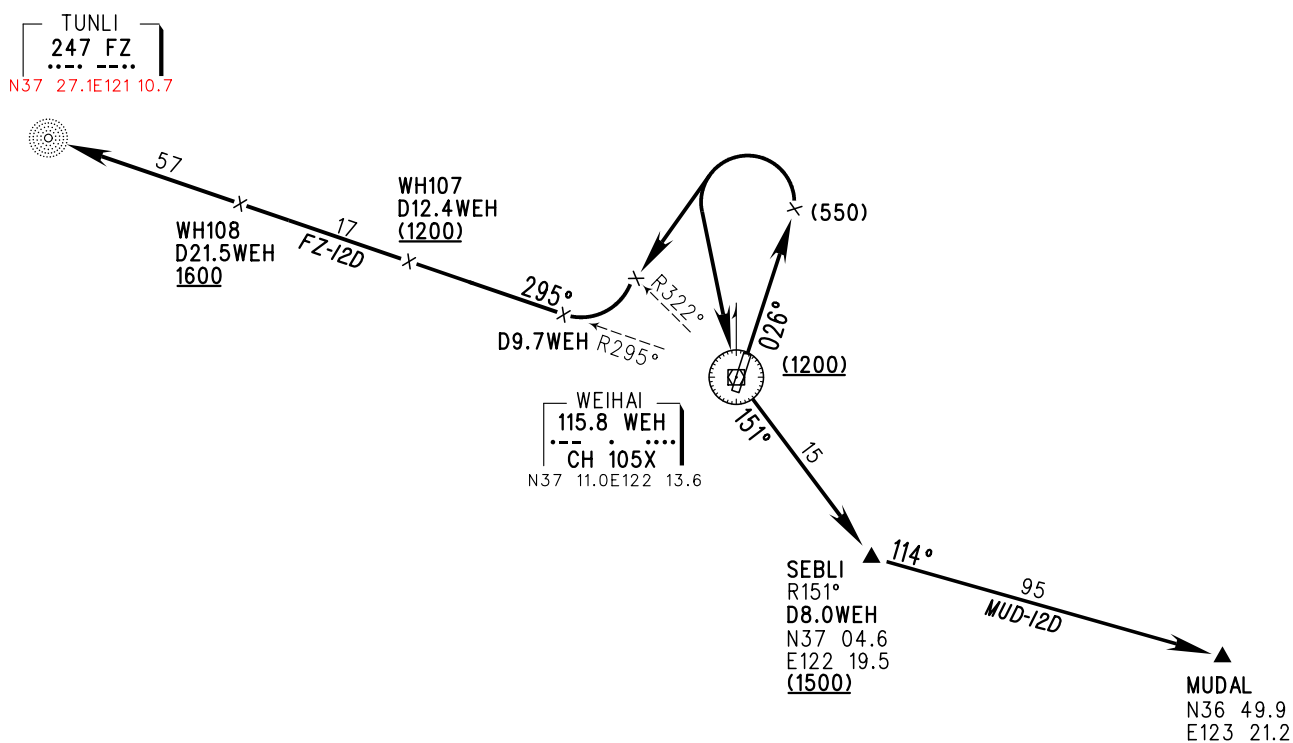 TUNLI
247 FZ
··–· ––··
N37 27.1E121 10.7
57
WH108
D21.5WEH
1600
17
FZ-12D
WH107
D12.4WEH
(1200)
295°
D9.7WEH
R295°
R322°
(550)
026°
(1200)
WEIHAI
115.8 WEH
·–– · ····
CH 105X
N37 11.0E122 13.6
151°
15
SEBLI
R151°
D8.0WEH
N37 04.6
E122 19.5
(1500)
114°
95
MUD-12D
MUDAL
N36 49.9
E123 21.2